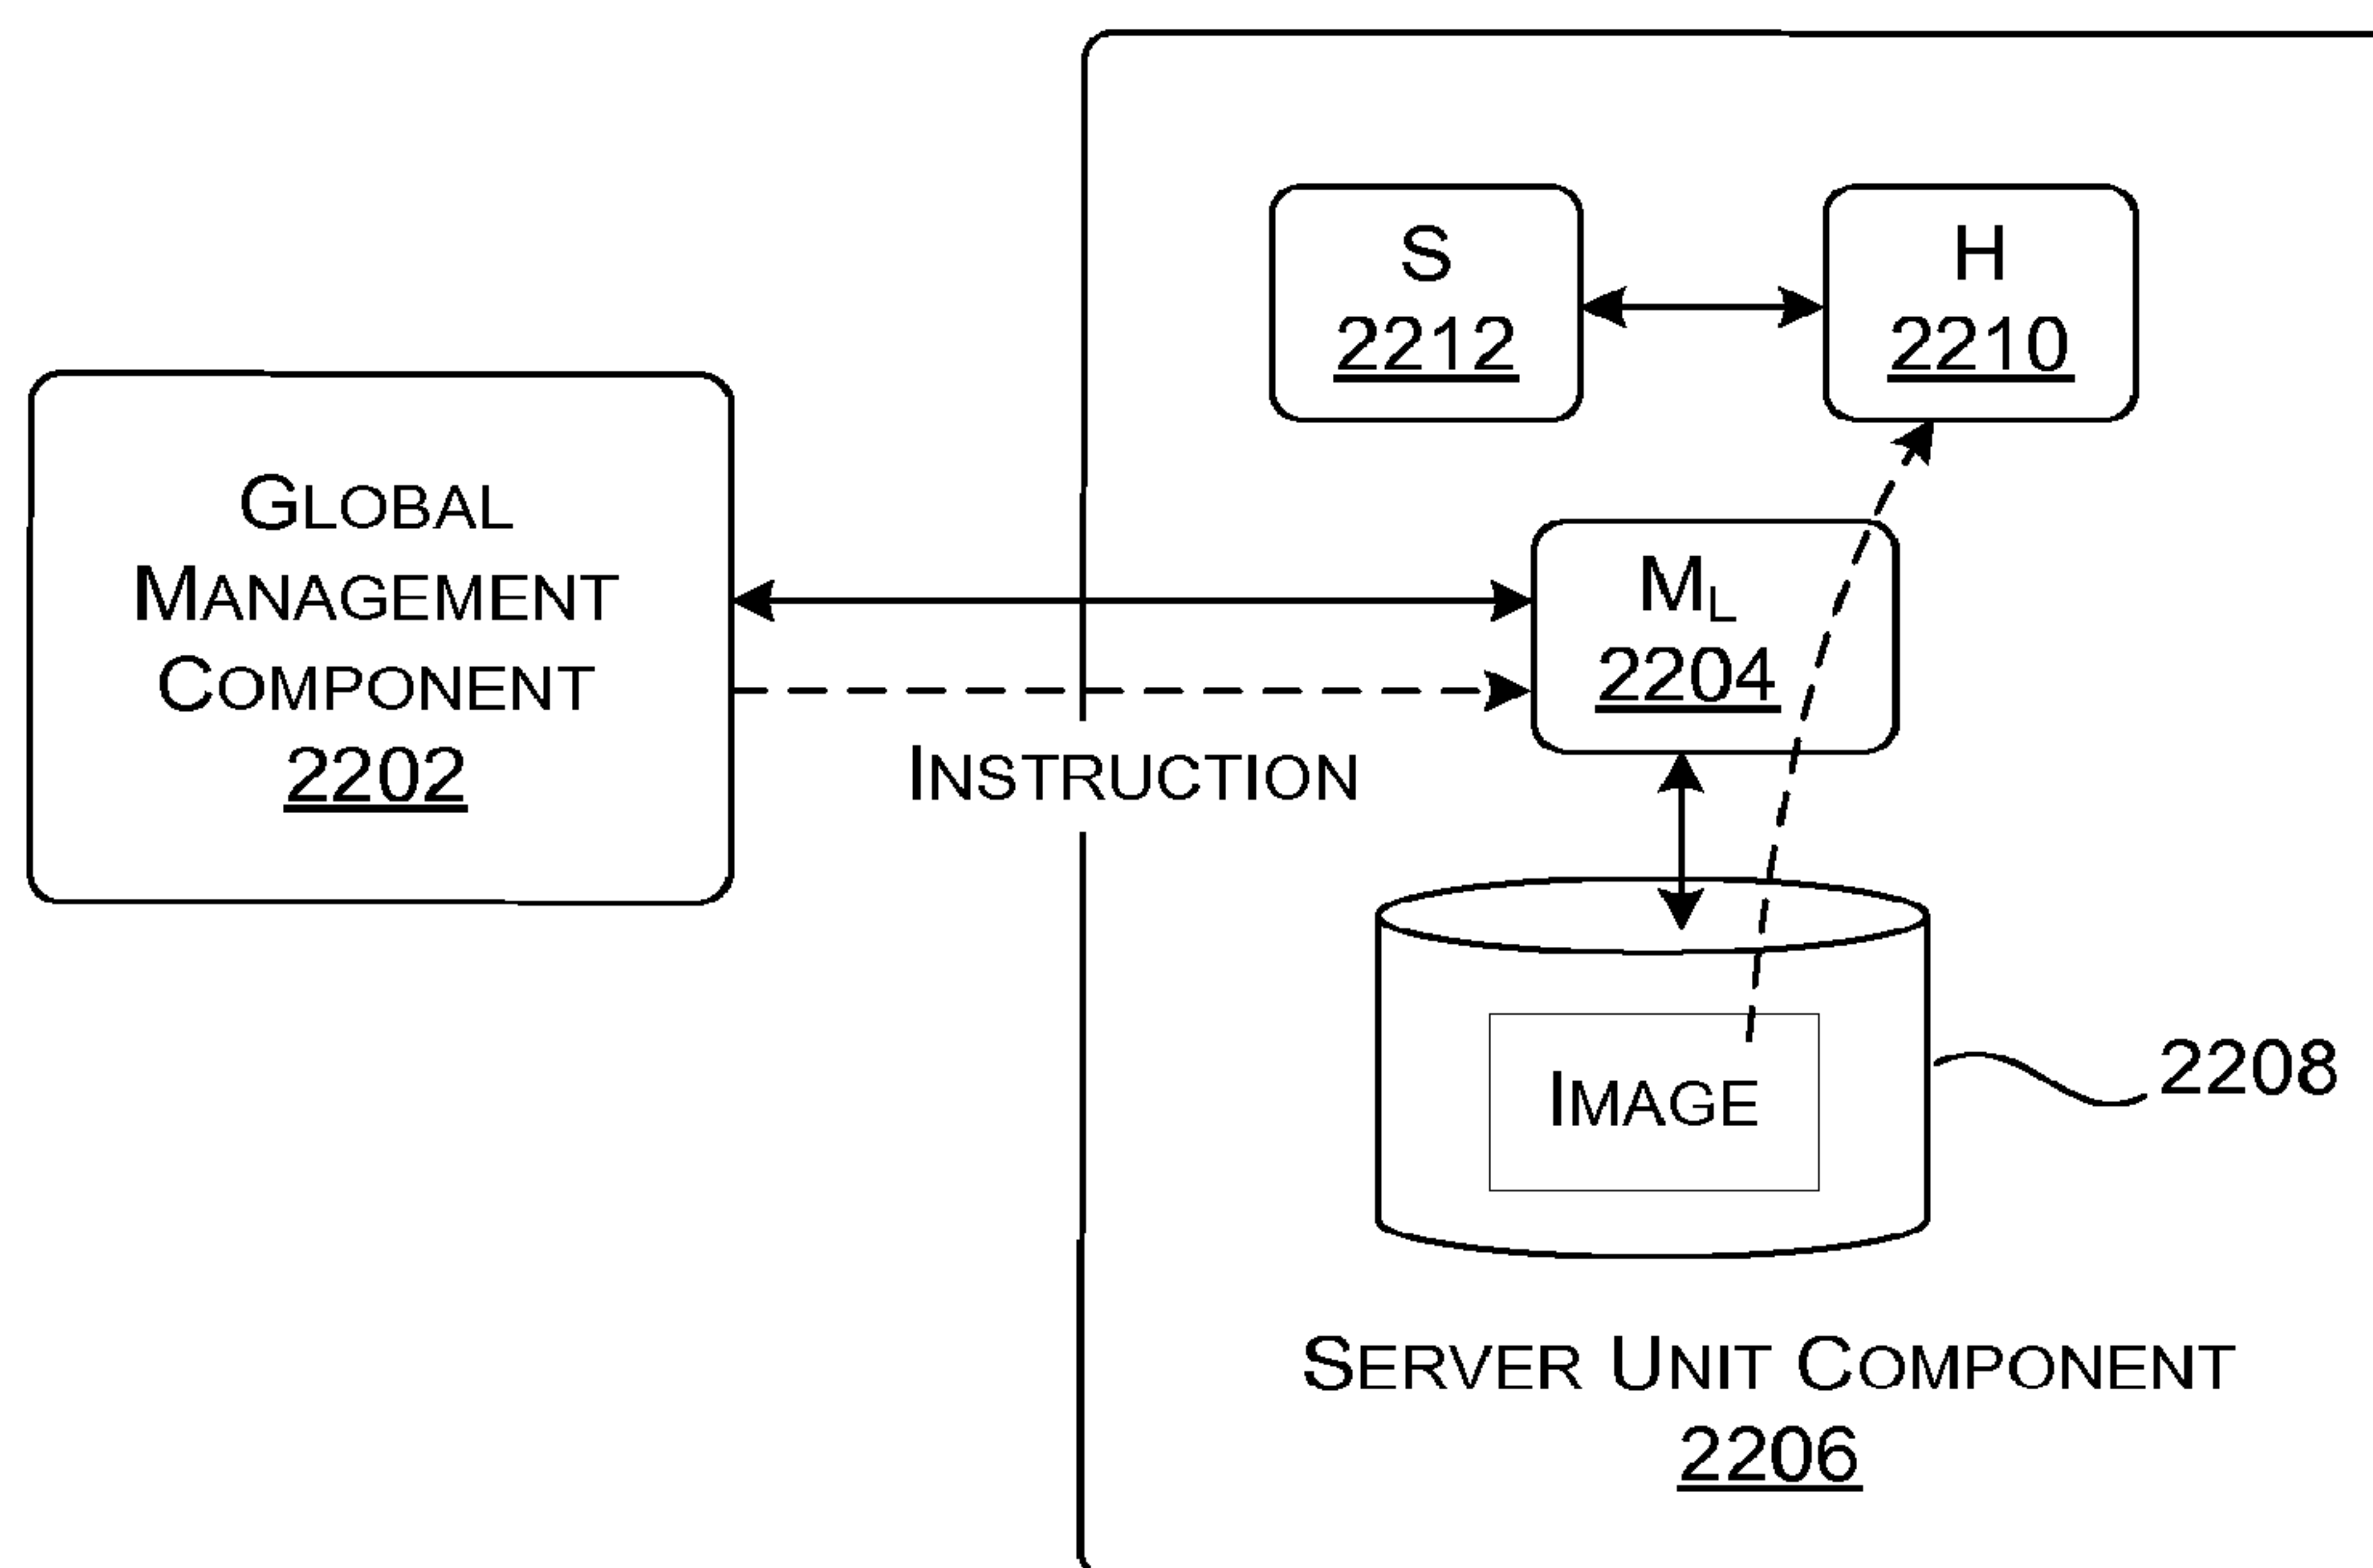 S
2212
H
2210
GLOBAL
MANAGEMENT
COMPONENT
2202
ML
2204
INSTRUCTION
IMAGE
2208
SERVER UNIT COMPONENT
2206